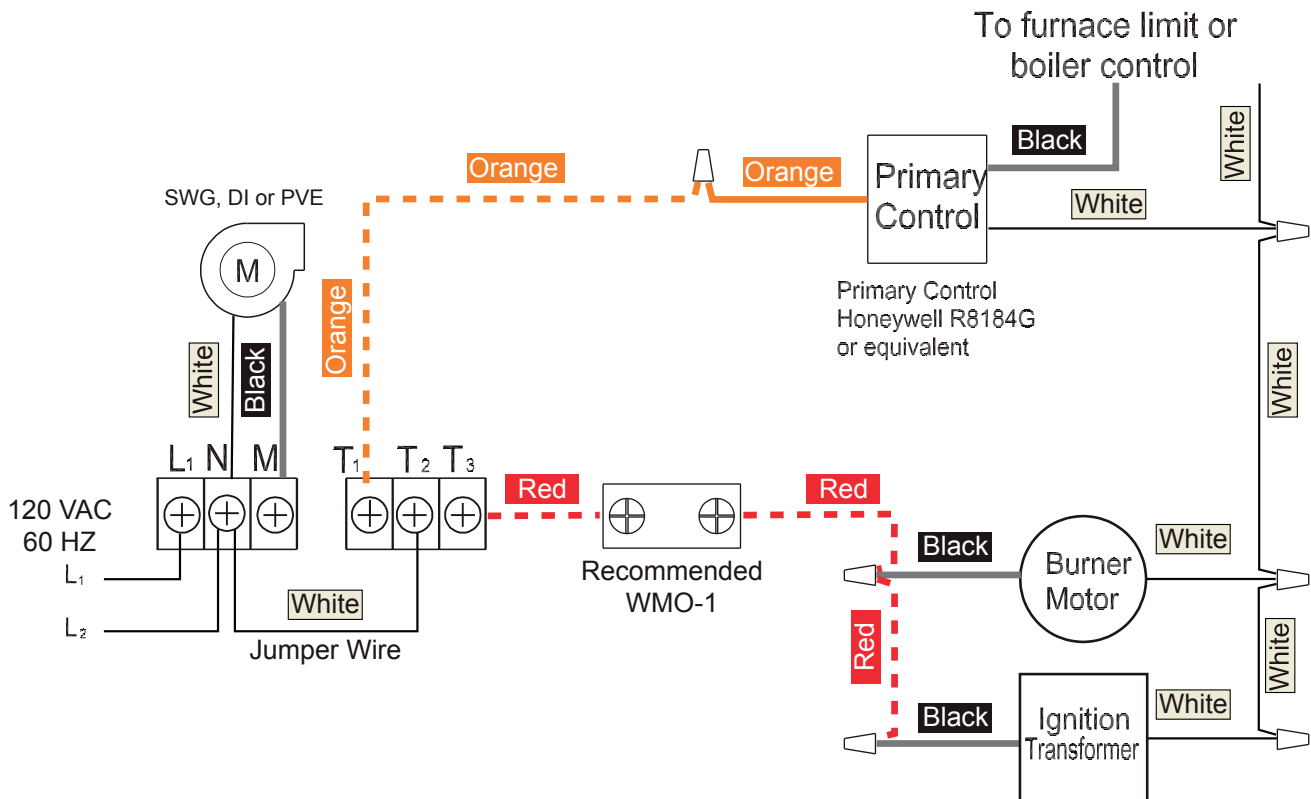 To furnace limit or
boiler control
Black
White
Orange
Orange
Primary
Control
White
SWG, DI or PVE
M
Primary Control
Honeywell R8184G
or equivalent
Orange
White
Black
White
L₁ N M
T₁ T₂ T₃
Red
Red
120 VAC
60 HZ
L₁
L₂
White
Jumper Wire
Recommended
WMO-1
Black
Burner
Motor
White
Red
White
Black
Ignition
Transformer
White